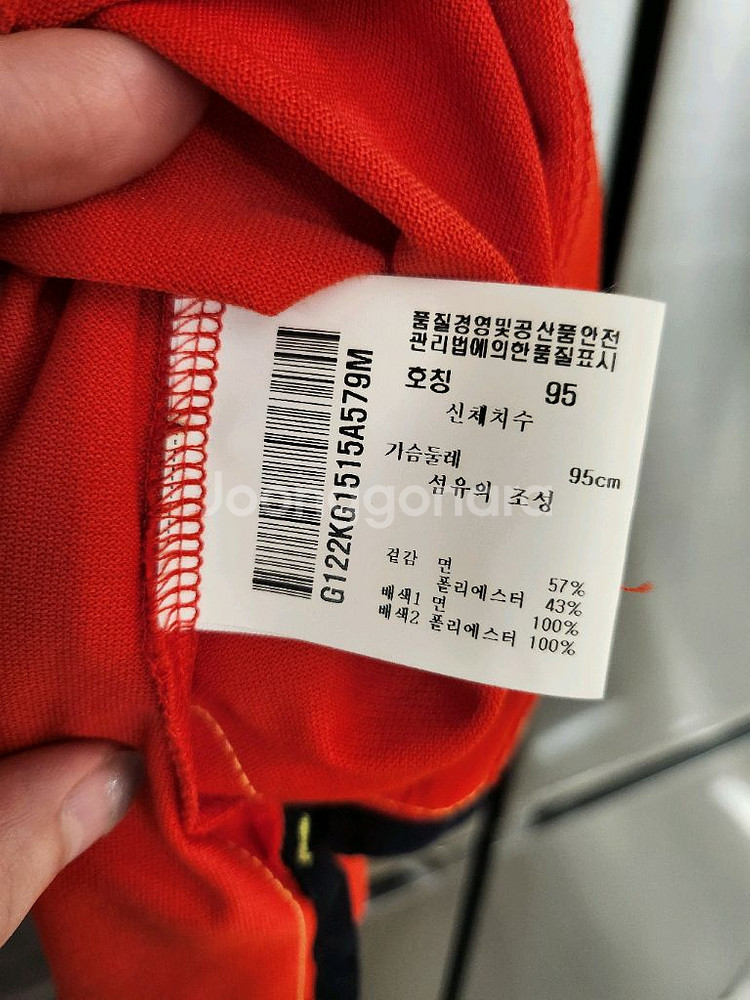 품질경영및공산품안전
관리법에의한품질표시
호칭 95
신체치수
가슴둘레 95cm
섬유의 조성
겉감 면 57%
폴리에스터 43%
배색1 면 100%
배색2 폴리에스터 100%
G122KG1515A579M
Joonggonara